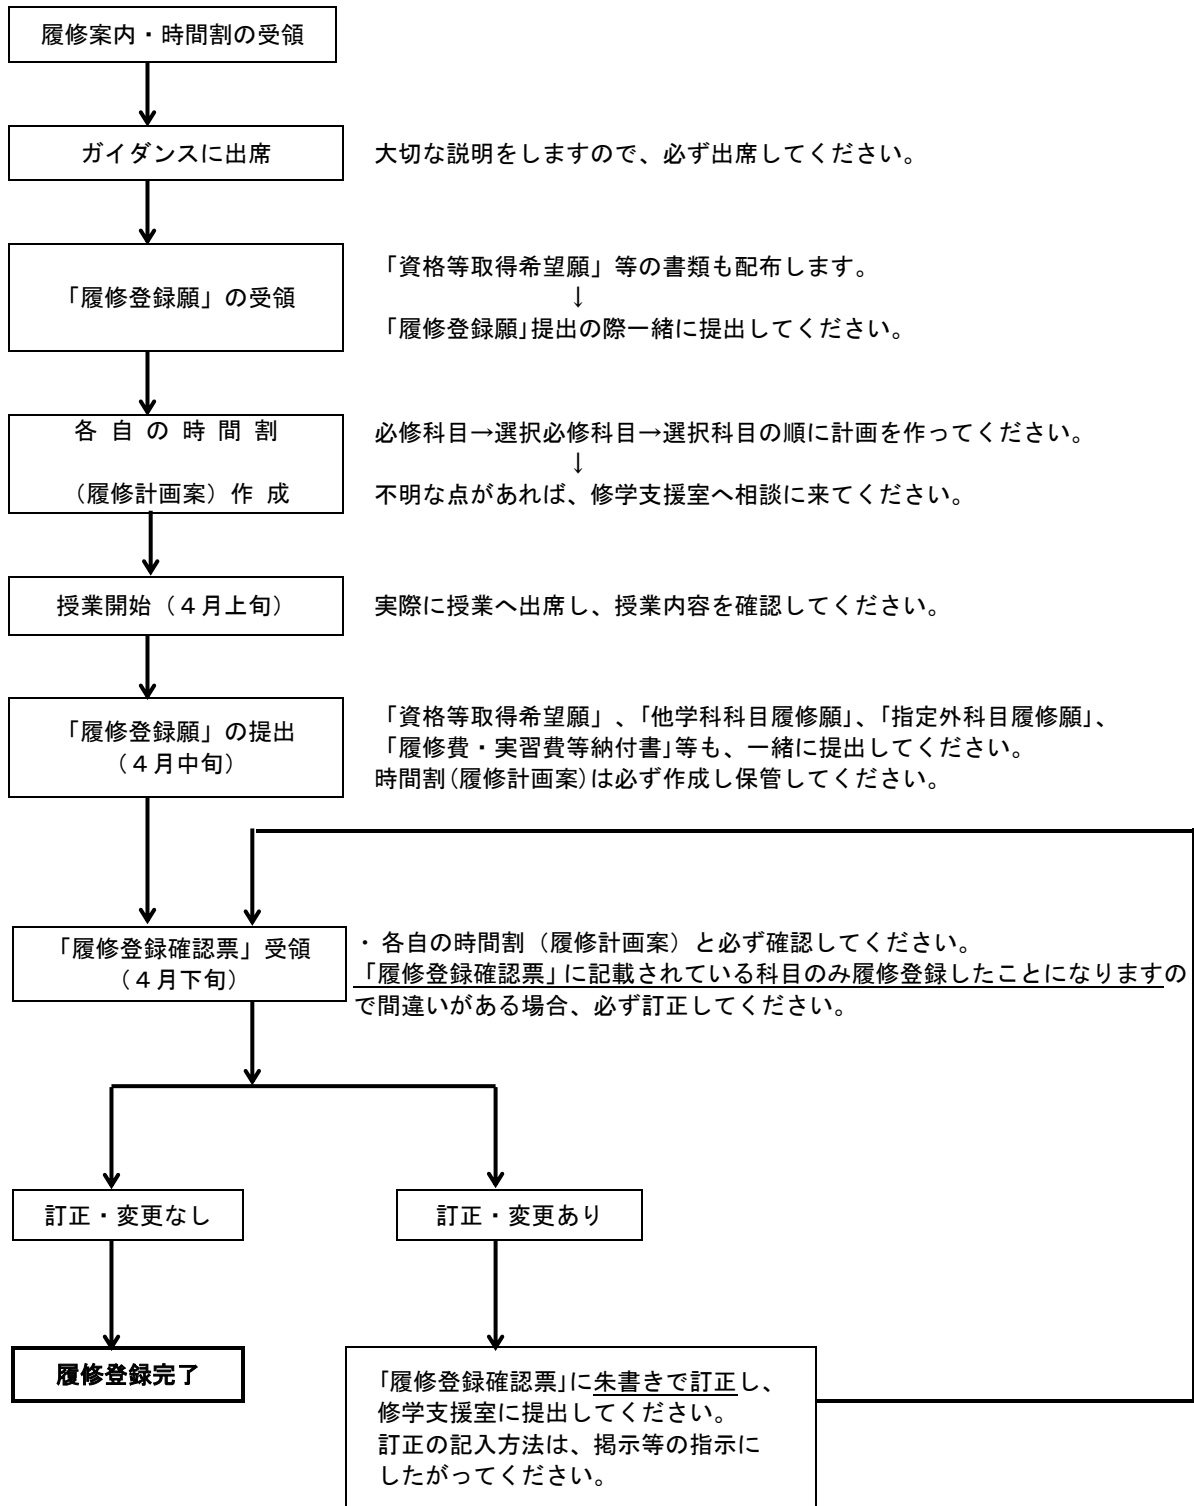 履修案内・時間割の受領
ガイダンスに出席
大切な説明をしますので、必ず出席してください。
「履修登録願」の受領
「資格等取得希望願」等の書類も配布します。
↓
「履修登録願」提出の際一緒に提出してください。
各 自 の 時 間 割
（履修計画案）作 成
必修科目→選択必修科目→選択科目の順に計画を作ってください。
↓
不明な点があれば、修学支援室へ相談に来てください。
授業開始（４月上旬）
実際に授業へ出席し、授業内容を確認してください。
「履修登録願」の提出
（４月中旬）
「資格等取得希望願」、「他学科科目履修願」、「指定外科目履修願」、
「履修費・実習費等納付書」等も、一緒に提出してください。
時間割（履修計画案）は必ず作成し保管してください。
「履修登録確認票」受領
（４月下旬）
・各自の時間割（履修計画案）と必ず確認してください。
「履修登録確認票」に記載されている科目のみ履修登録したことになりますの
で間違いがある場合、必ず訂正してください。
訂正・変更なし
訂正・変更あり
履修登録完了
「履修登録確認票」に朱書きで訂正し、
修学支援室に提出してください。
訂正の記入方法は、掲示等の指示に
したがってください。